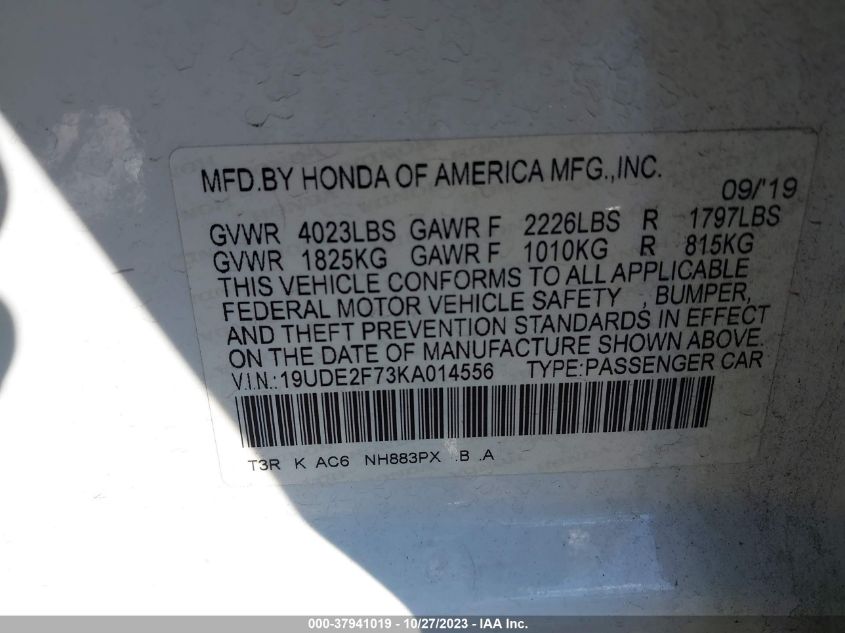 MFD.BY HONDA OF AMERICA MFG.,INC.
09/'19
GVWR 4023LBS GAWR F 2226LBS R 1797LBS
GVWR 1825KG GAWR F 1010KG R 815KG
THIS VEHICLE CONFORMS TO ALL APPLICABLE
FEDERAL MOTOR VEHICLE SAFETY , BUMPER,
AND THEFT PREVENTION STANDARDS IN EFFECT
ON THE DATE OF MANUFACTURE SHOWN ABOVE.
V.I.N.:19UDE2F73KA014556 TYPE:PASSENGER CAR
T3R K AC6 NH883PX .B .A
000-37941019 - 10/27/2023 - IAA Inc.